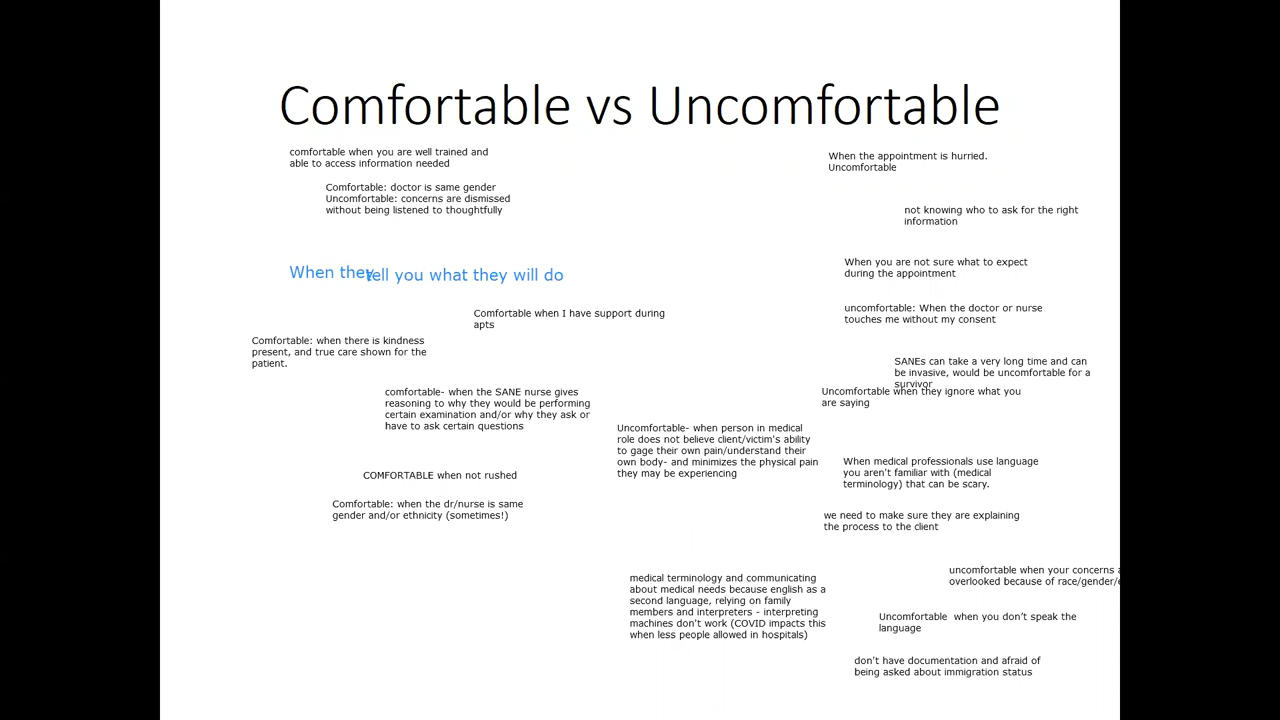 Comfortable vs Uncomfortable
comfortable when you are well trained and
able to access information needed
Comfortable: doctor is same gender
Uncomfortable: concerns are dismissed
without being listened to thoughtfully
When they tell you what they will do
Comfortable when I have support during
apts
Comfortable: when there is kindness
present, and true care shown for the
patient.
comfortable- when the SANE nurse gives
reasoning to why they would be performing
certain examination and/or why they ask or
have to ask certain questions
COMFORTABLE when not rushed
Comfortable: when the dr/nurse is same
gender and/or ethnicity (sometimes!)
Uncomfortable- when person in medical
role does not believe client/victim's ability
to gage their own pain/understand their
own body- and minimizes the physical pain
they may be experiencing
medical terminology and communicating
about medical needs because english as a
second language, relying on family
members and interpreters - interpreting
machines don't work (COVID impacts this
when less people allowed in hospitals)
When the appointment is hurried.
Uncomfortable
not knowing who to ask for the right
information
When you are not sure what to expect
during the appointment
uncomfortable: When the doctor or nurse
touches me without my consent
SANEs can take a very long time and can
be invasive, would be uncomfortable for a
survivor
Uncomfortable when they ignore what you
are saying
When medical professionals use language
you aren't familiar with (medical
terminology) that can be scary.
we need to make sure they are explaining
the process to the client
uncomfortable when your concerns
overlooked because of race/gender/
Uncomfortable  when you don't speak the
language
don't have documentation and afraid of
being asked about immigration status